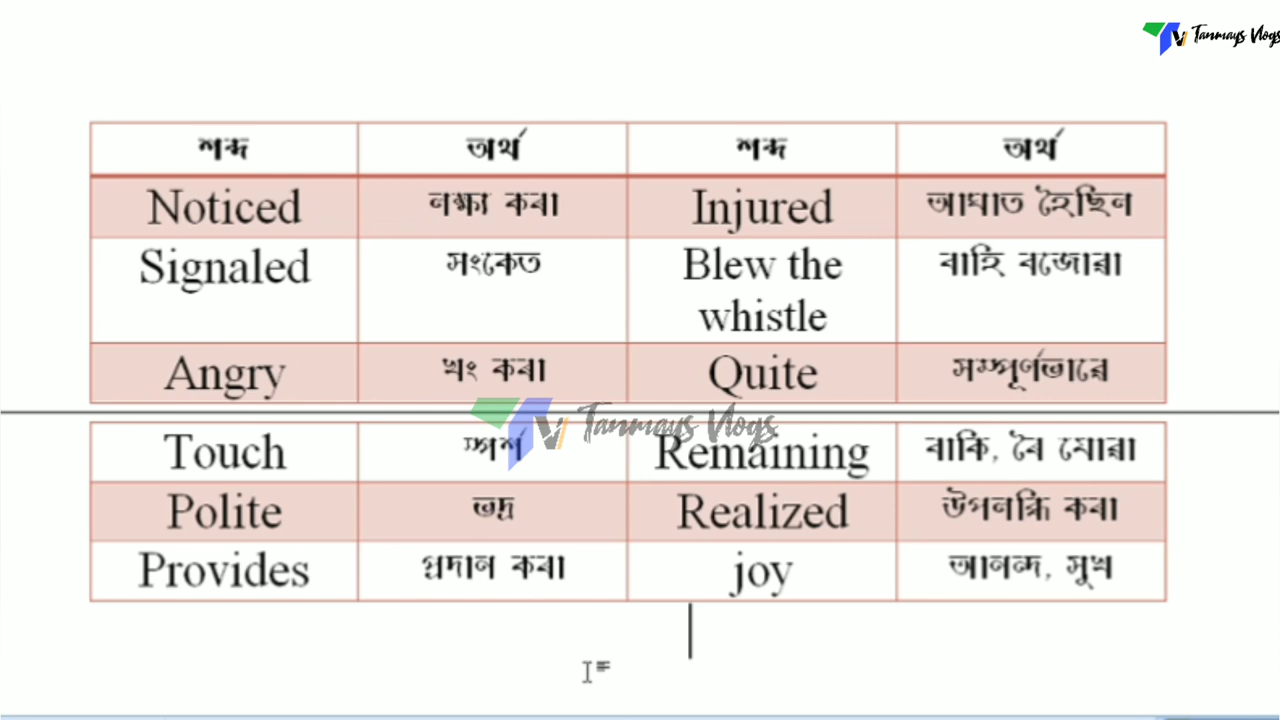 Tanmays Vlogs
শব্দ অৰ্থ শব্দ অৰ্থ
Noticed লক্ষ্য কৰা Injured আঘাত হৈছিল
Signaled সংকেত Blew the whistle বাহি বজোৱা
Angry খং কৰা Quite সম্পূৰ্ণভাৱে
Tanmays Vlogs
Touch স্পৰ্শ Remaining বাকি, ৰৈ যোৱা
Polite ভদ্ৰ Realized উপলব্ধি কৰা
Provides প্ৰদান কৰা joy আনন্দ, সুখ